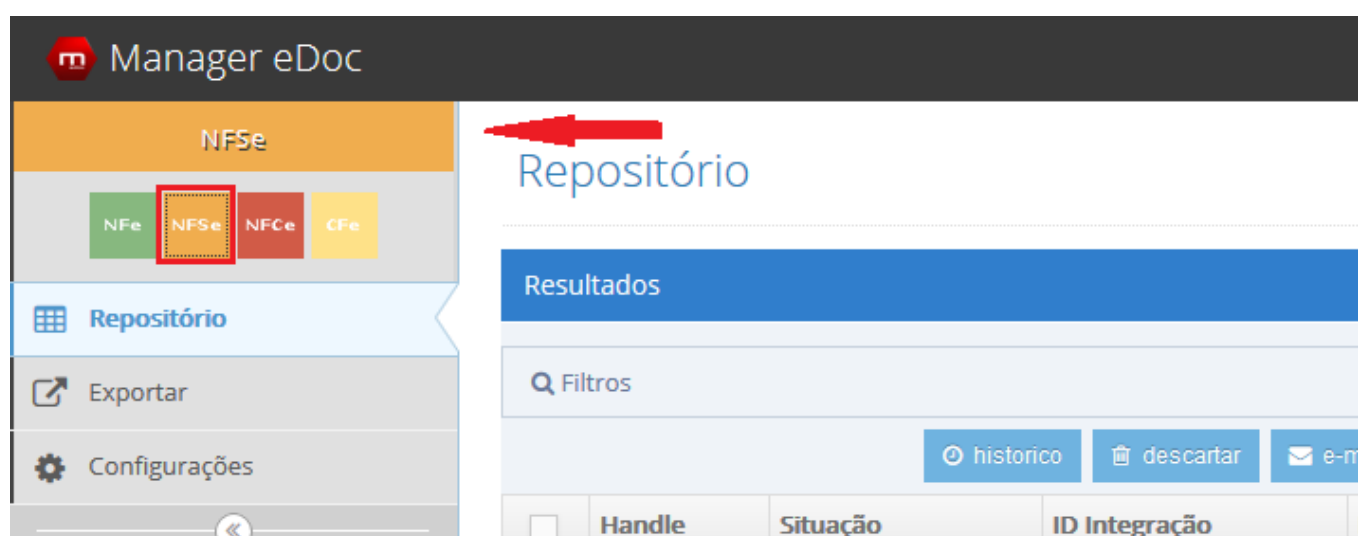 m Manager eDoc
NFSe
NFe NFSe NFCe CFe
Repositório
Exportar
Configurações
Repositório
Resultados
Filtros
historico descartar e-m
Handle Situação ID Integração